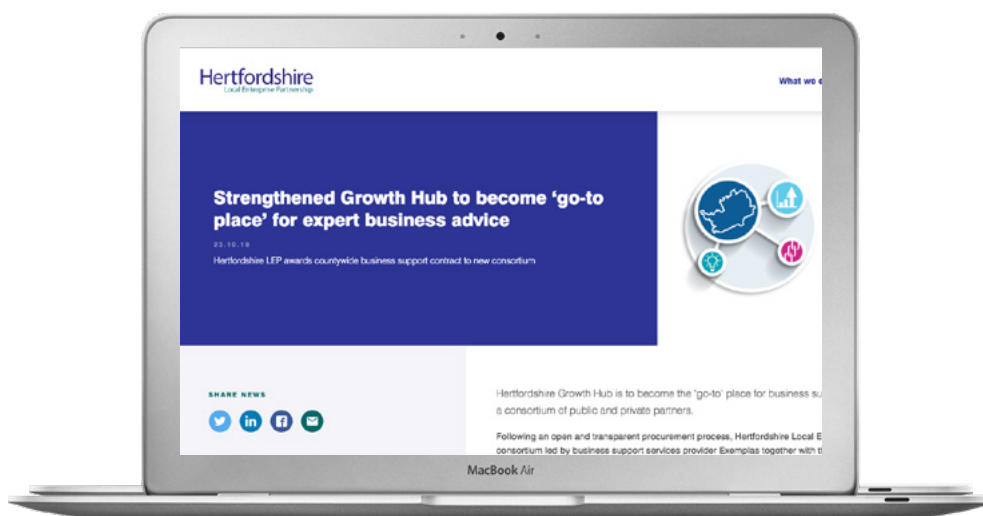 Hertfordshire
Local Enterprise Partnership
What we
Strengthened Growth Hub to become ‘go-to
place’ for expert business advice
23.10.19
Hertfordshire LEP awards countywide business support contract to new consortium
SHARE NEWS
Hertfordshire Growth Hub is to become the ‘go-to’ place for business su
a consortium of public and private partners.
Following an open and transparent procurement process, Hertfordshire Local E
consortium led by business support services provider Exemplas together with t
MacBook Air